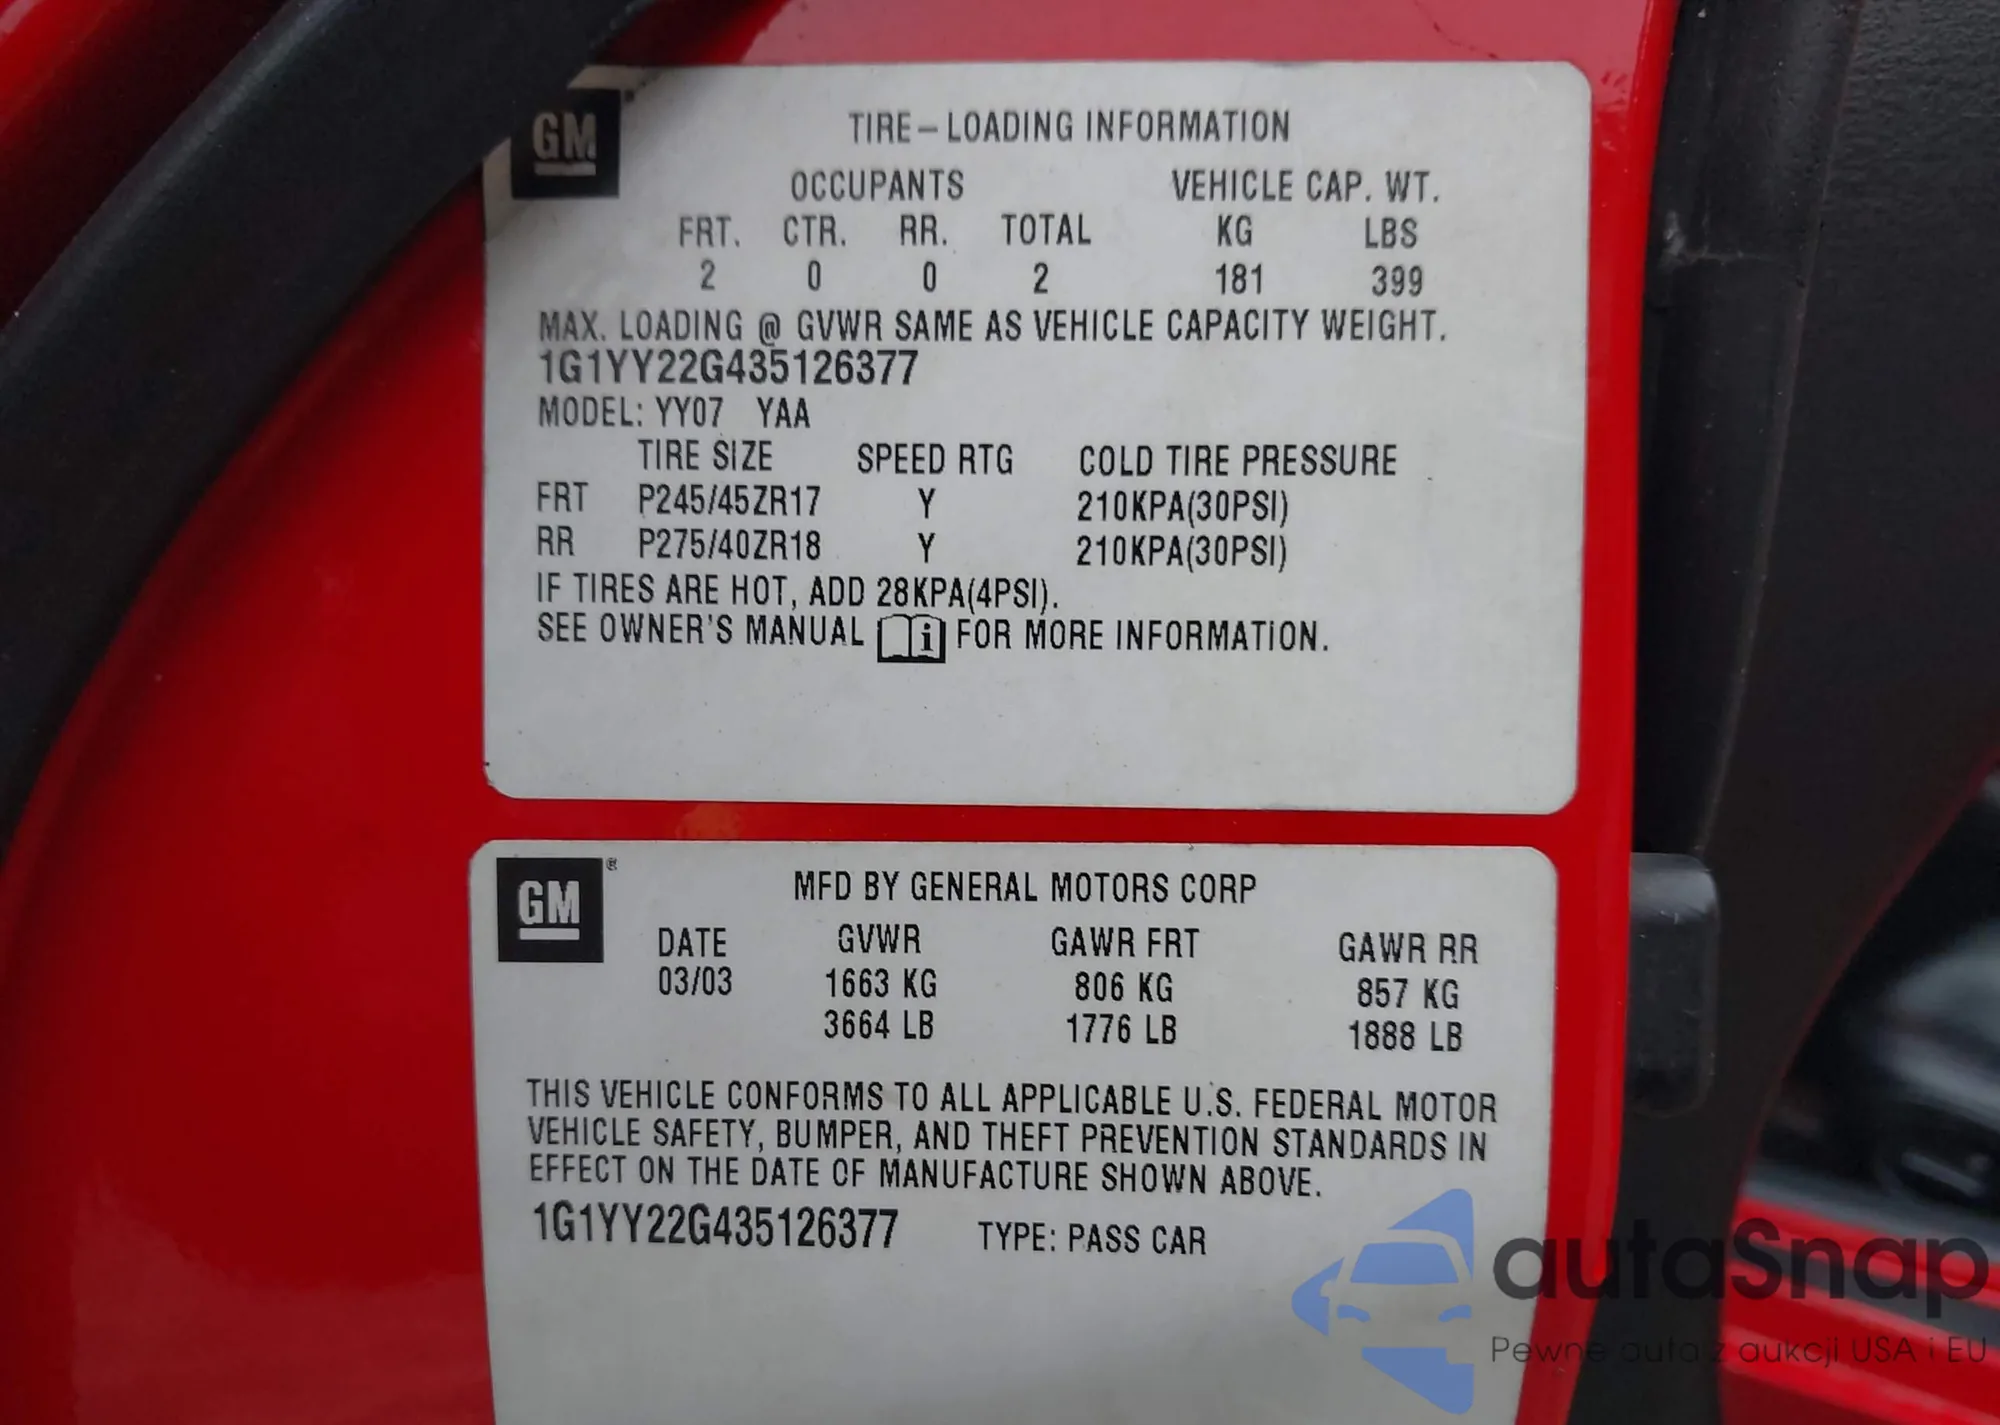 GM
TIRE-LOADING INFORMATION
OCCUPANTS VEHICLE CAP. WT.
FRT. CTR. RR. TOTAL KG LBS
2 0 0 2 181 399
MAX. LOADING @ GVWR SAME AS VEHICLE CAPACITY WEIGHT.
1G1YY22G435126377
MODEL: YY07 YAA
TIRE SIZE SPEED RTG COLD TIRE PRESSURE
FRT P245/45ZR17 Y 210KPA(30PSI)
RR P275/40ZR18 Y 210KPA(30PSI)
IF TIRES ARE HOT, ADD 28KPA(4PSI).
SEE OWNER'S MANUAL i FOR MORE INFORMATION.
GM ®
MFD BY GENERAL MOTORS CORP
DATE GVWR GAWR FRT GAWR RR
03/03 1663 KG 806 KG 857 KG
3664 LB 1776 LB 1888 LB
THIS VEHICLE CONFORMS TO ALL APPLICABLE U.S. FEDERAL MOTOR
VEHICLE SAFETY, BUMPER, AND THEFT PREVENTION STANDARDS IN
EFFECT ON THE DATE OF MANUFACTURE SHOWN ABOVE.
1G1YY22G435126377 TYPE: PASS CAR
autaSnap
Pewne auta z aukcji USA i EU